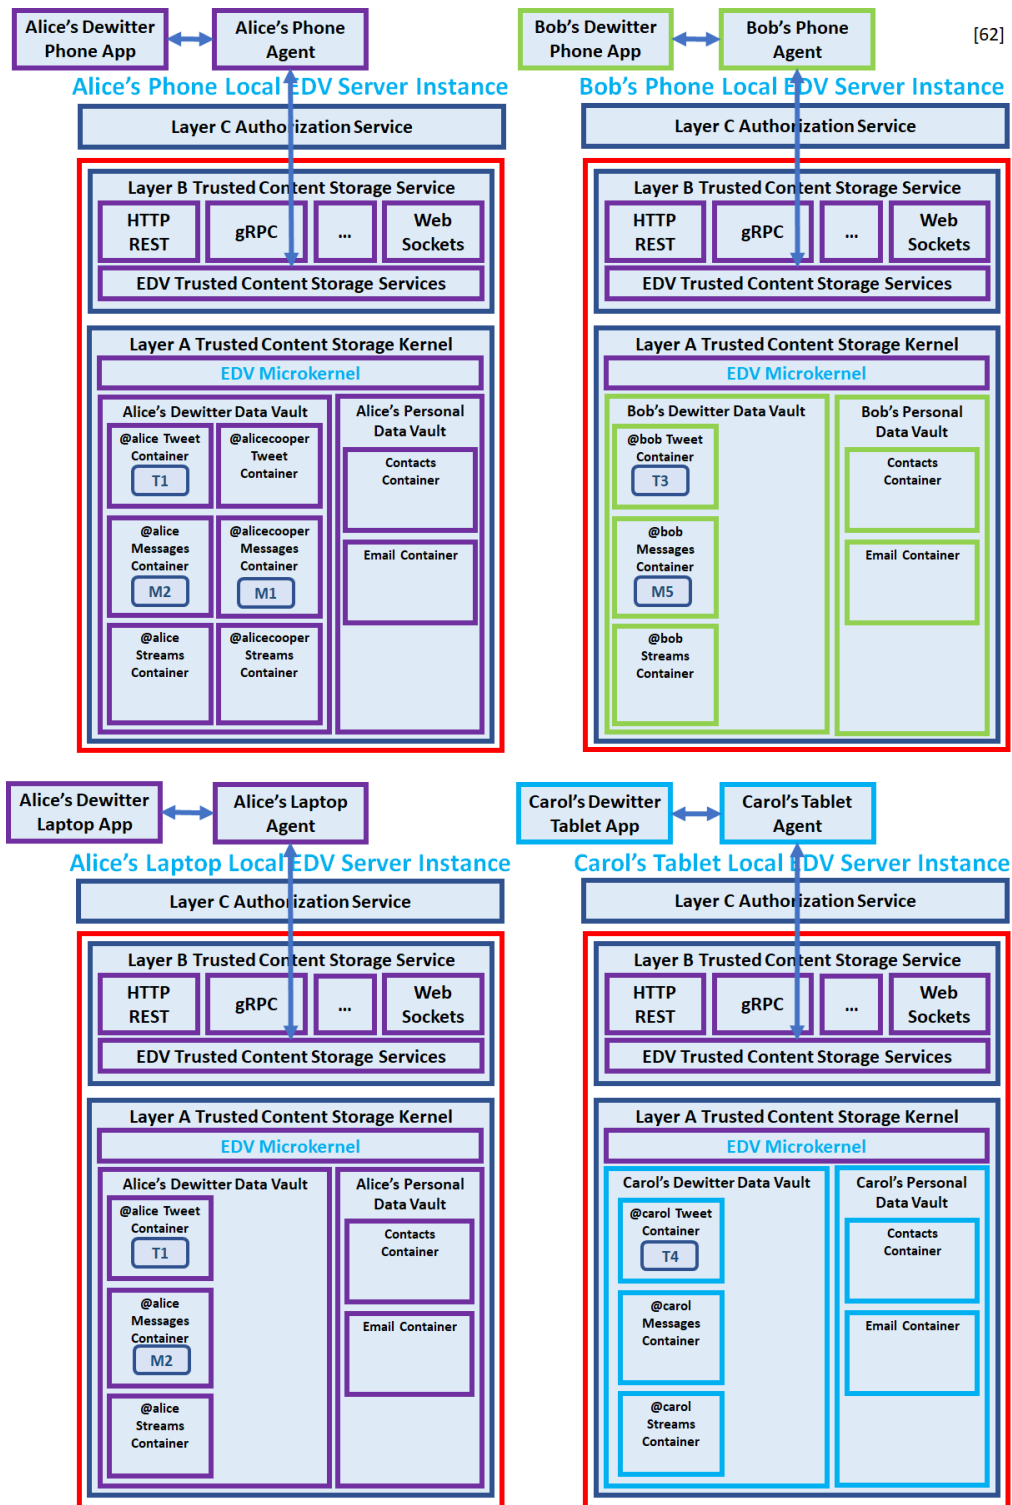 Alice's Dewitter
Phone App
Alice's Phone
Agent
Alice's Phone Local EDV Server Instance
Layer C Authorization Service
Layer B Trusted Content Storage Service
HTTP
REST
gRPC
...
Web
Sockets
EDV Trusted Content Storage Services
Layer A Trusted Content Storage Kernel
EDV Microkernel
Alice's Dewitter Data Vault
@alice Tweet
Container
T1
@alicecooper
Tweet
Container
@alice
Messages
Container
M2
@alicecooper
Messages
Container
M1
@alice
Streams
Container
@alicecooper
Streams
Container
Alice's Personal
Data Vault
Contacts
Container
Email Container
Bob's Dewitter
Phone App
Bob's Phone
Agent
[62]
Bob's Phone Local EDV Server Instance
Layer C Authorization Service
Layer B Trusted Content Storage Service
HTTP
REST
gRPC
...
Web
Sockets
EDV Trusted Content Storage Services
Layer A Trusted Content Storage Kernel
EDV Microkernel
Bob's Dewitter Data Vault
@bob Tweet
Container
T3
@bob
Messages
Container
M5
@bob
Streams
Container
Bob's Personal
Data Vault
Contacts
Container
Email Container
Alice's Dewitter
Laptop App
Alice's Laptop
Agent
Alice's Laptop Local EDV Server Instance
Layer C Authorization Service
Layer B Trusted Content Storage Service
HTTP
REST
gRPC
...
Web
Sockets
EDV Trusted Content Storage Services
Layer A Trusted Content Storage Kernel
EDV Microkernel
Alice's Dewitter Data Vault
@alice Tweet
Container
T1
@alice
Messages
Container
M2
@alice
Streams
Container
Alice's Personal
Data Vault
Contacts
Container
Email Container
Carol's Dewitter
Tablet App
Carol's Tablet
Agent
Carol's Tablet Local EDV Server Instance
Layer C Authorization Service
Layer B Trusted Content Storage Service
HTTP
REST
gRPC
...
Web
Sockets
EDV Trusted Content Storage Services
Layer A Trusted Content Storage Kernel
EDV Microkernel
Carol's Dewitter Data Vault
@carol Tweet
Container
T4
@carol
Messages
Container
@carol
Streams
Container
Carol's Personal
Data Vault
Contacts
Container
Email Container